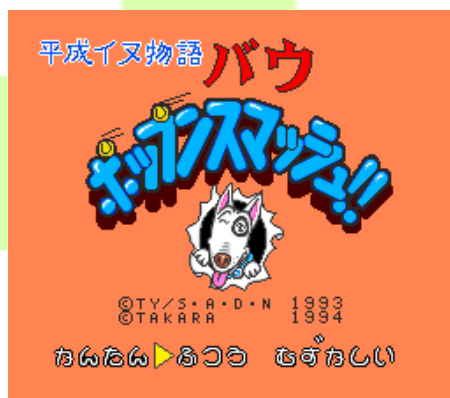 平成イヌ物語 バウ
ポップンスマッシュ!!
©TY/S・A・D・N 1993
©TAKARA 1994
かんたん ▶ふつう むずかしい